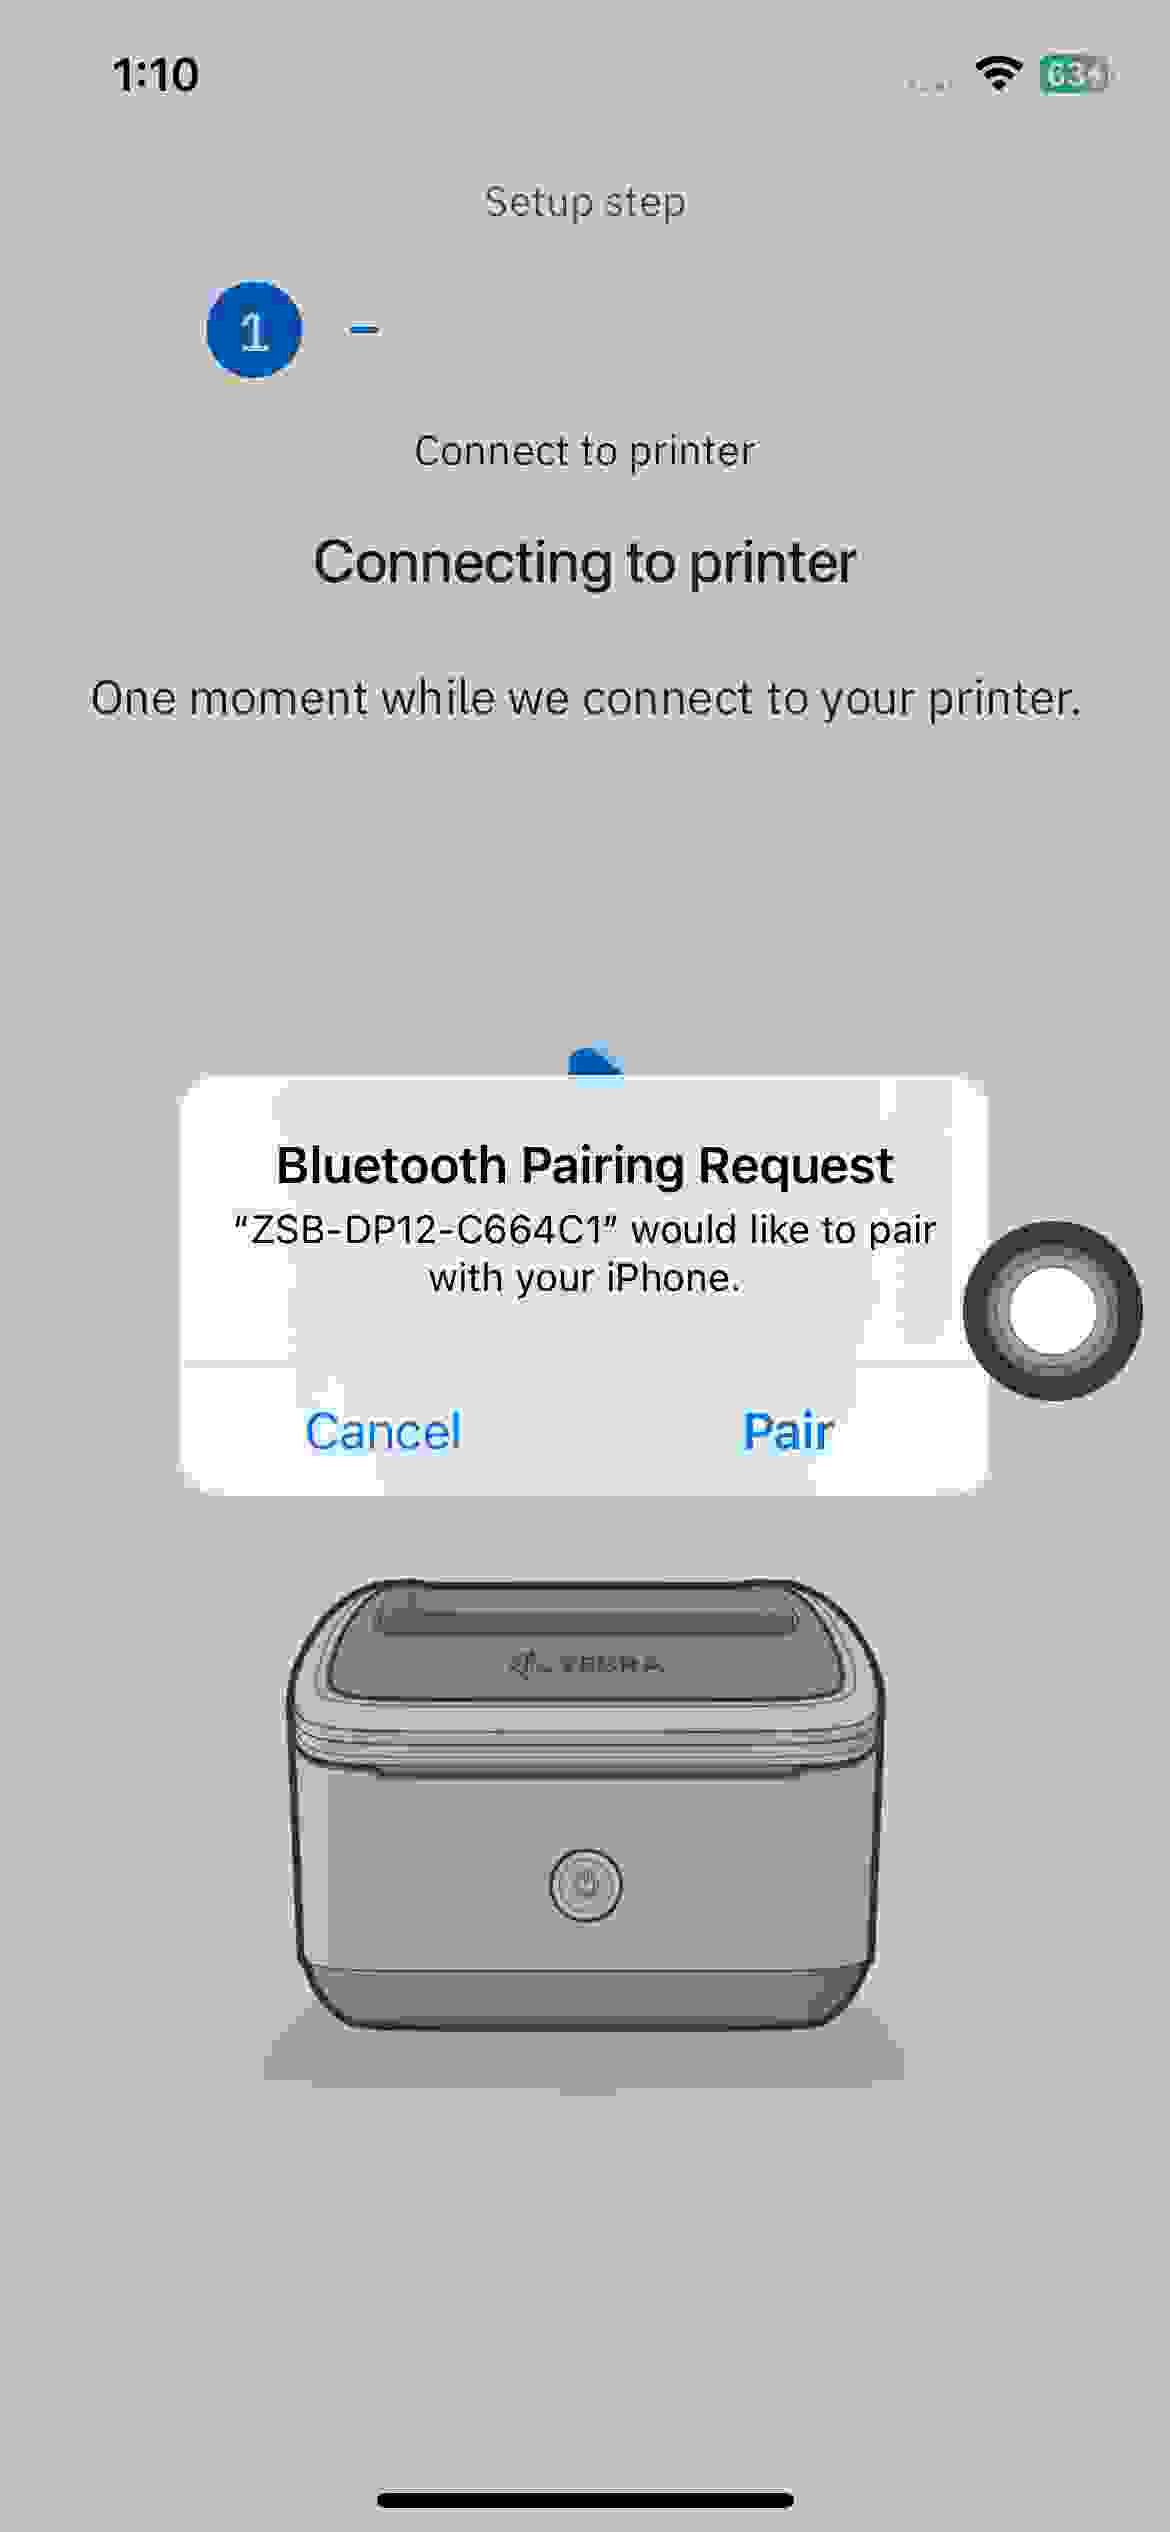 1:10
63
Setup step
1
Connect to printer
Connecting to printer
One moment while we connect to your printer.
Bluetooth Pairing Request
“ZSB-DP12-C664C1” would like to pair
with your iPhone.
Cancel
Pair
ZEBRA